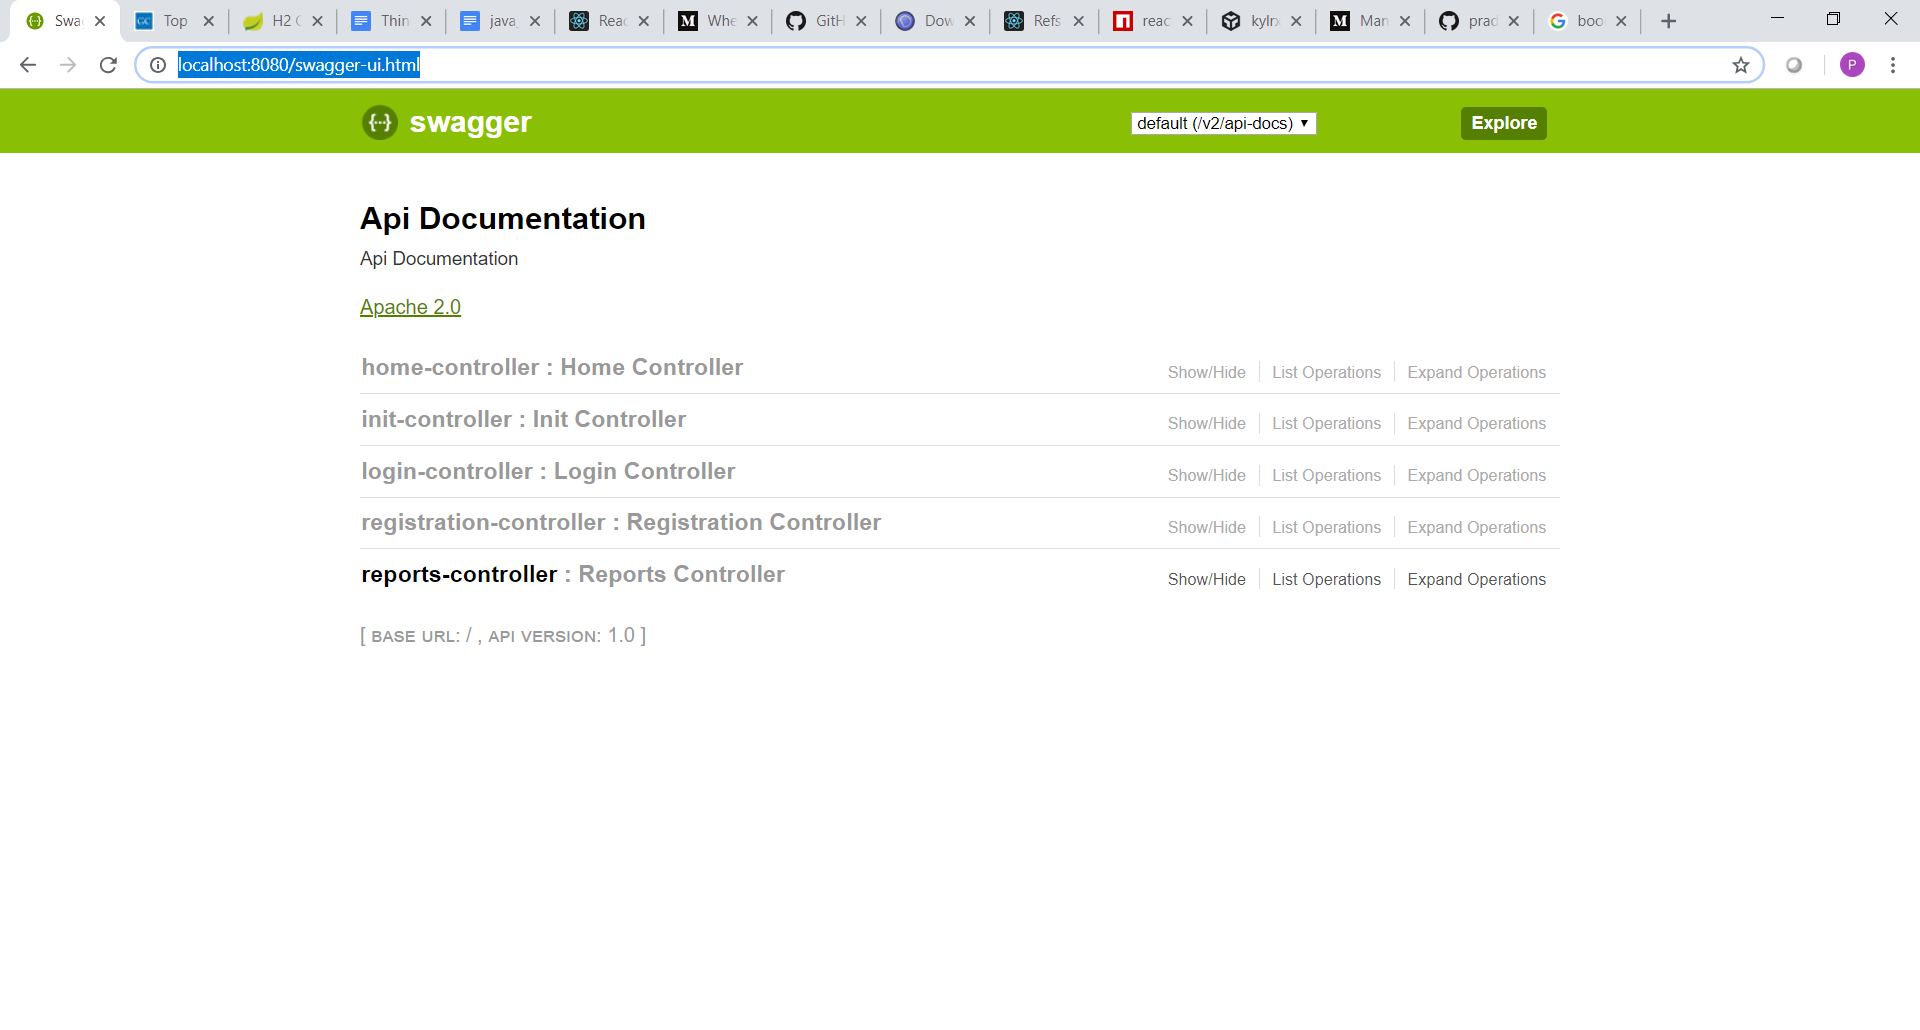 Swa Top H2 C Thin java Reac Whe GitH Dow Refs reac kylrx Man prad boo
localhost:8080/swagger-ui.html P
{···} swagger default (/v2/api-docs) Explore
Api Documentation
Api Documentation
Apache 2.0
home-controller : Home Controller Show/Hide List Operations Expand Operations
init-controller : Init Controller Show/Hide List Operations Expand Operations
login-controller : Login Controller Show/Hide List Operations Expand Operations
registration-controller : Registration Controller Show/Hide List Operations Expand Operations
reports-controller : Reports Controller Show/Hide List Operations Expand Operations
[ BASE URL: / , API VERSION: 1.0 ]